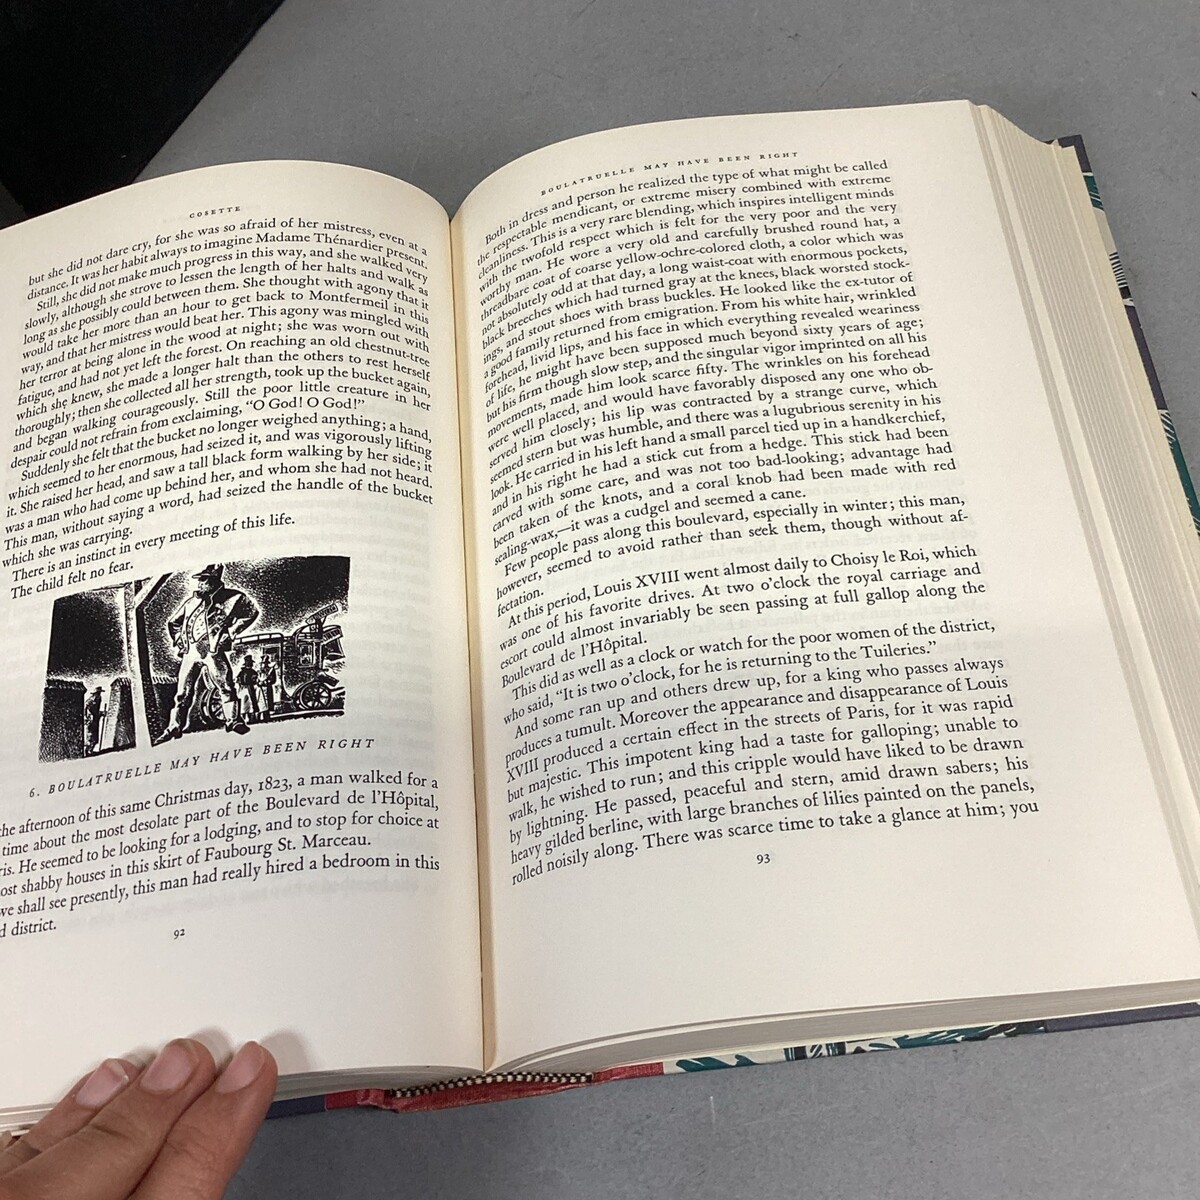 COSETTE
but she did not dare cry, for she was so afraid of her mistress, even at a
distance. It was her habit always to imagine Madame Thénardier present.
Still, she did not make much progress in this way, and she walked very
slowly, although she strove to lessen the length of her halts and walk as
long as she possibly could between them. She thought with agony that it
would take her more than an hour to get back to Montfermeil in this
way, and that her mistress would beat her. This agony was mingled with
her terror at being alone in the wood at night; she was worn out with
fatigue, and had not yet left the forest. On reaching an old chestnut-tree
which she knew, she made a longer halt than the others to rest herself
thoroughly; then she collected all her strength, took up the bucket again,
and began walking courageously. Still the poor little creature in her
despair could not refrain from exclaiming, “O God! O God!”
Suddenly she felt that the bucket no longer weighed anything; a hand,
which seemed to her enormous, had seized it, and was vigorously lifting
it. She raised her head, and saw a tall black form walking by her side; it
was a man who had come up behind her, and whom she had not heard.
This man, without saying a word, had seized the handle of the bucket
which she was carrying.
There is an instinct in every meeting of this life.
The child felt no fear.
6. BOULATRUELLE MAY HAVE BEEN RIGHT
the afternoon of this same Christmas day, 1823, a man walked for a
time about the most desolate part of the Boulevard de l’Hôpital,
ris. He seemed to be looking for a lodging, and to stop for choice at
ost shabby houses in this skirt of Faubourg St. Marceau.
we shall see presently, this man had really hired a bedroom in this
d district.
92
BOULATRUELLE MAY HAVE BEEN RIGHT
Both in dress and person he realized the type of what might be called
the respectable mendicant, or extreme misery combined with extreme
cleanliness. This is a very rare blending, which inspires intelligent minds
with the twofold respect which is felt for the very poor and the very
worthy man. He wore a very old and carefully brushed round hat, a
threadbare coat of coarse yellow-ochre-colored cloth, a color which was
not absolutely odd at that day, a long waist-coat with enormous pockets,
black breeches which had turned gray at the knees, black worsted stock-
ings, and stout shoes with brass buckles. He looked like the ex-tutor of
a good family returned from emigration. From his white hair, wrinkled
forehead, livid lips, and his face in which everything revealed weariness
of life, he might have been supposed much beyond sixty years of age;
but his firm though slow step, and the singular vigor imprinted on all his
movements, made him look scarce fifty. The wrinkles on his forehead
were well placed, and would have favorably disposed any one who ob-
served him closely; his lip was contracted by a strange curve, which
seemed stern but was humble, and there was a lugubrious serenity in his
look. He carried in his left hand a small parcel tied up in a handkerchief,
and in his right he had a stick cut from a hedge. This stick had been
carved with some care, and was not too bad-looking; advantage had
been taken of the knots, and a coral knob had been made with red
sealing-wax,—it was a cudgel and seemed a cane.
Few people pass along this boulevard, especially in winter; this man,
however, seemed to avoid rather than seek them, though without af-
fectation.
At this period, Louis XVIII went almost daily to Choisy le Roi, which
was one of his favorite drives. At two o’clock the royal carriage and
escort could almost invariably be seen passing at full gallop along the
Boulevard de l’Hôpital.
This did as well as a clock or watch for the poor women of the district,
who said, “It is two o’clock, for he is returning to the Tuileries.”
And some ran up and others drew up, for a king who passes always
produces a tumult. Moreover the appearance and disappearance of Louis
XVIII produced a certain effect in the streets of Paris, for it was rapid
but majestic. This impotent king had a taste for galloping; unable to
walk, he wished to run; and this cripple would have liked to be drawn
by lightning. He passed, peaceful and stern, amid drawn sabers; his
heavy gilded berline, with large branches of lilies painted on the panels,
rolled noisily along. There was scarce time to take a glance at him; you
93